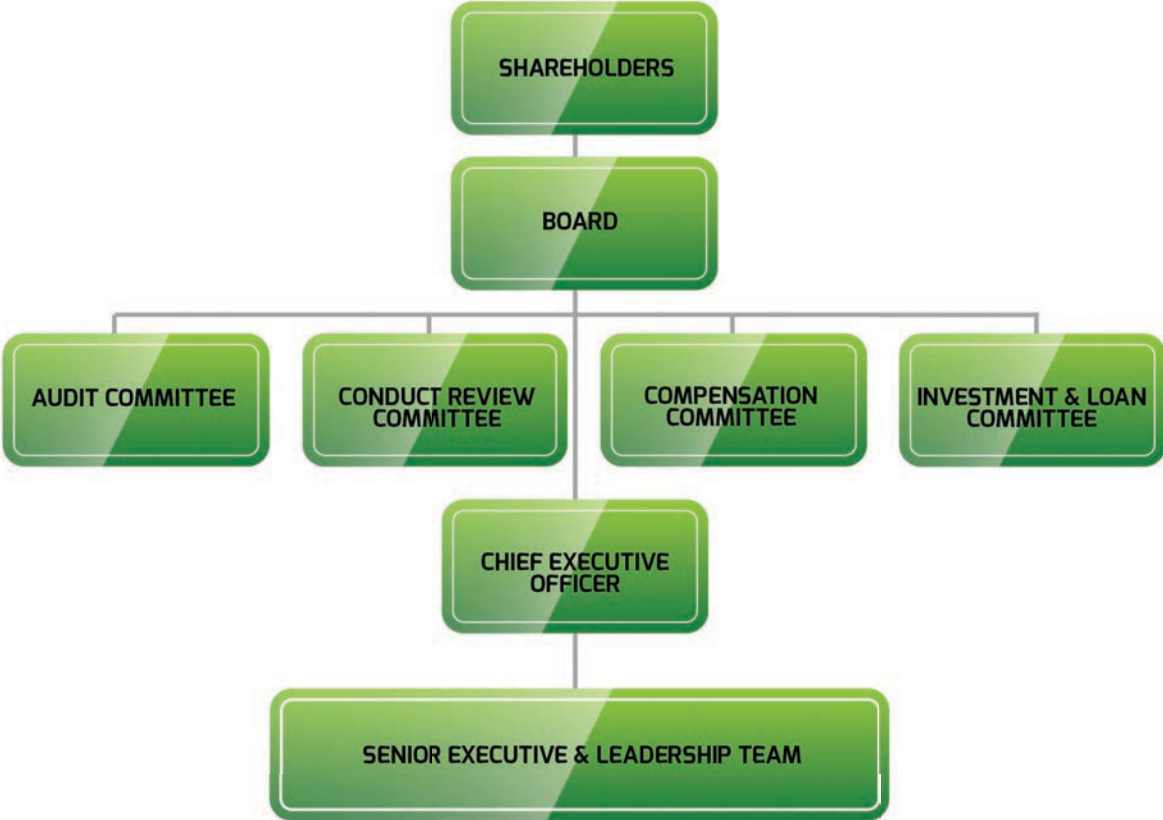 SHAREHOLDERS
BOARD
AUDIT COMMITTEE
CONDUCT REVIEW
COMMITTEE
COMPENSATION
COMMITTEE
INVESTMENT & LOAN
COMMITTEE
CHIEF EXECUTIVE
OFFICER
SENIOR EXECUTIVE & LEADERSHIP TEAM